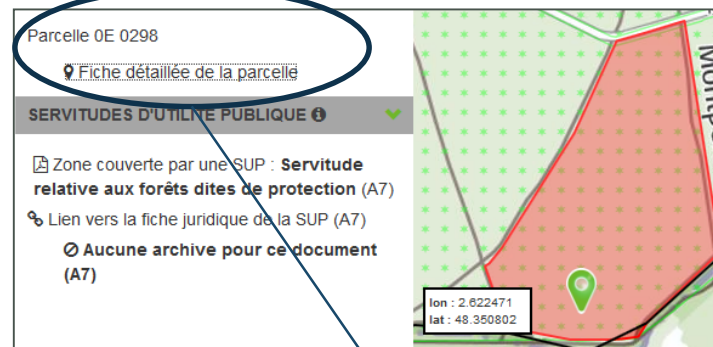 Parcelle 0E 0298
Fiche détaillée de la parcelle
SERVITUDES D'UTILITÉ PUBLIQUE
Zone couverte par une SUP : Servitude
relative aux forêts dites de protection (A7)
Lien vers la fiche juridique de la SUP (A7)
Aucune archive pour ce document
(A7)
lon : 2.622471
lat : 48.350802